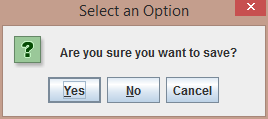 Select an Option
Are you sure you want to save?
Yes No Cancel